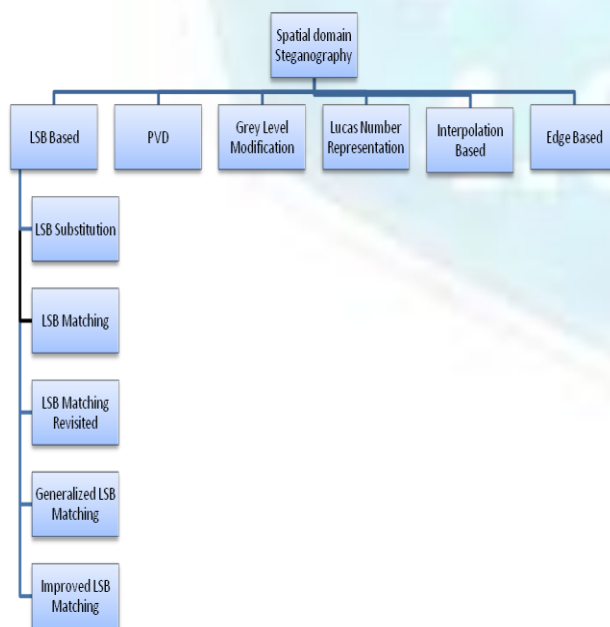 Spatial domain
Steganography
LSB Based
PVD
Grey Level
Modification
Lucas Number
Representation
Interpolation
Based
Edge Based
LSB Substitution
LSB Matching
LSB Matching
Revisited
Generalized LSB
Matching
Improved LSB
Matching